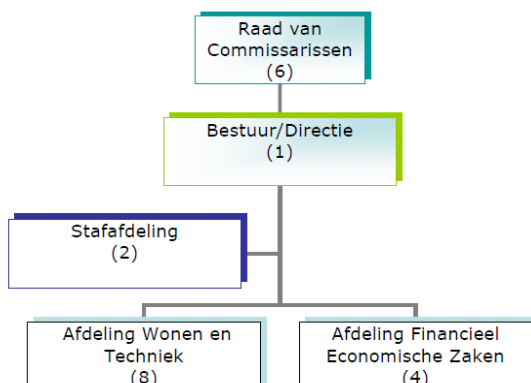 Raad van
Commissarissen
(6)
Bestuur/Directie
(1)
Stafafdeling
(2)
Afdeling Wonen en
Techniek
(8)
Afdeling Financieel
Economische Zaken
(4)